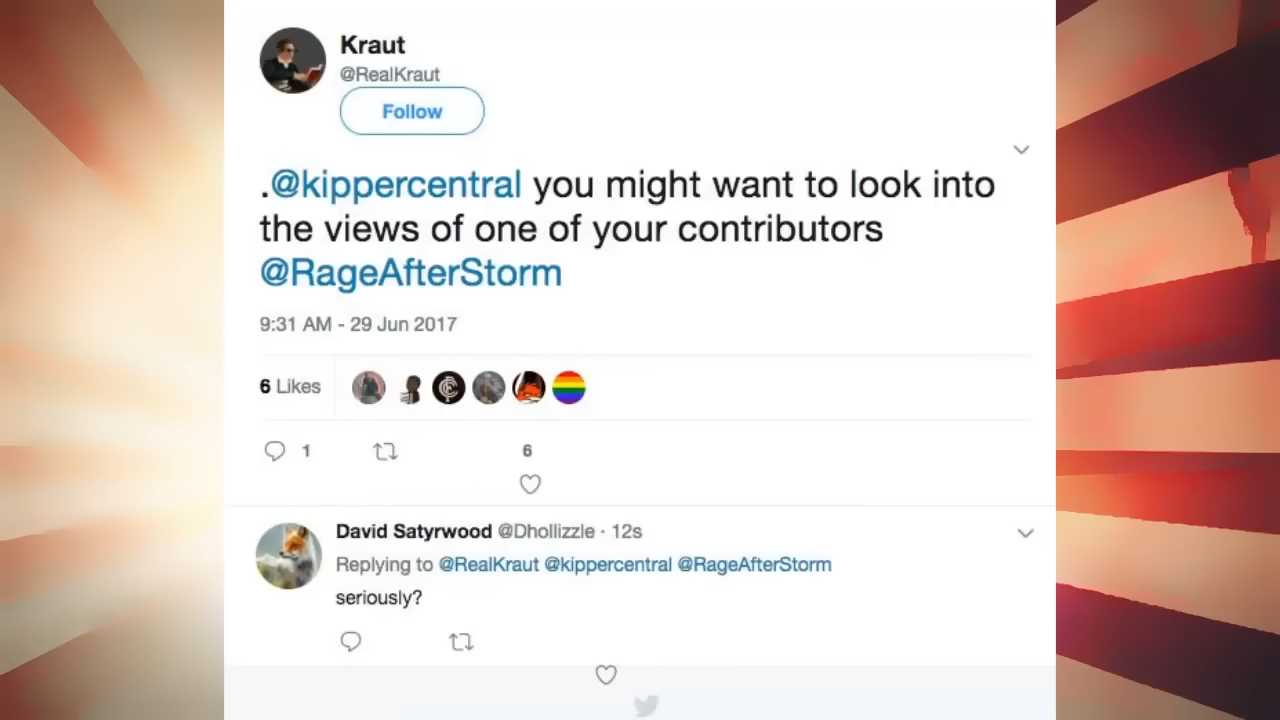 Kraut
@RealKraut
Follow
.@kippercentral you might want to look into
the views of one of your contributors
@RageAfterStorm
9:31 AM - 29 Jun 2017
6 Likes
1
6
David Satyrwood @Dhollizzle · 12s
Replying to @RealKraut @kippercentral @RageAfterStorm
seriously?